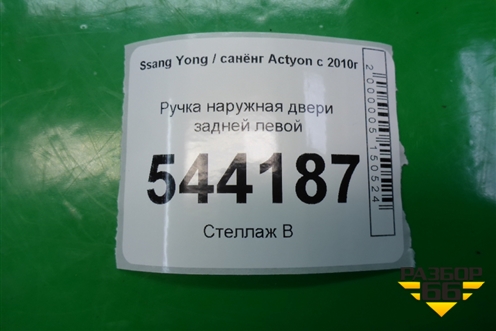 Ssang Yong / санёнг Actyon с 2010г
Ручка наружная двери
задней левой
544187
Стеллаж В
2000005150524
РАЗБОР
66